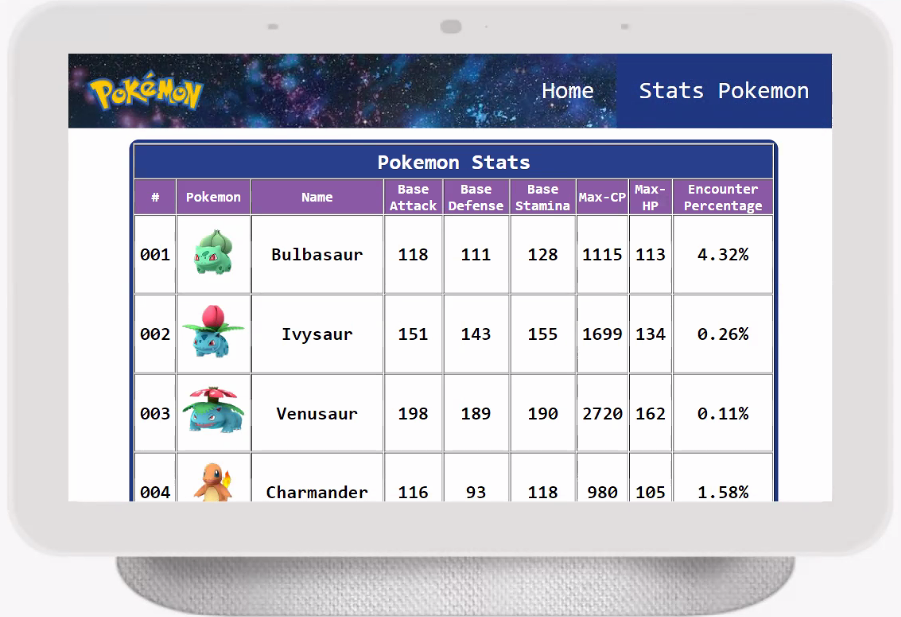 POKéMON
Home
Stats Pokemon
Pokemon Stats
# Pokemon Name Base Attack Base Defense Base Stamina Max-CP Max-HP Encounter Percentage
001 Bulbasaur 118 111 128 1115 113 4.32%
002 Ivysaur 151 143 155 1699 134 0.26%
003 Venusaur 198 189 190 2720 162 0.11%
004 Charmander 116 93 118 980 105 1.58%